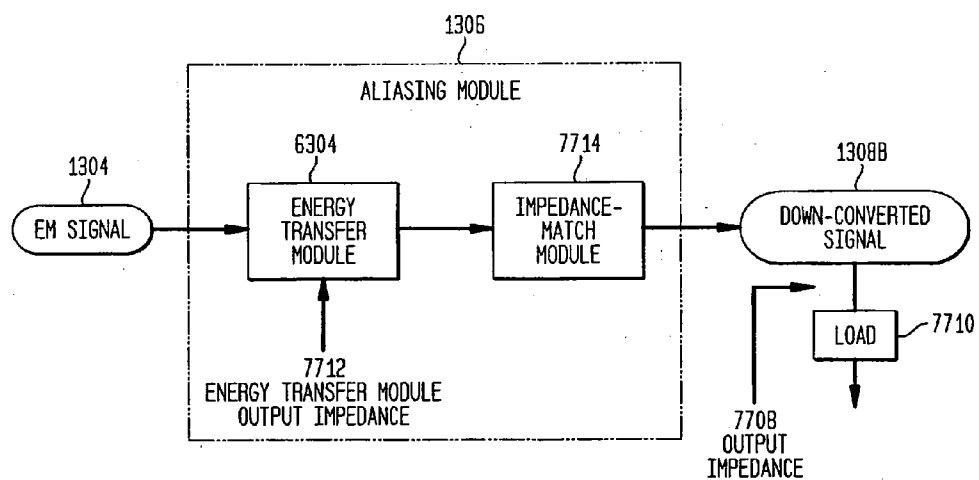 1306
ALIASING MODULE
1304
EM SIGNAL
6304
ENERGY
TRANSFER
MODULE
7714
IMPEDANCE-
MATCH
MODULE
1308B
DOWN-CONVERTED
SIGNAL
7712
ENERGY TRANSFER MODULE
OUTPUT IMPEDANCE
LOAD
7710
7708
OUTPUT
IMPEDANCE